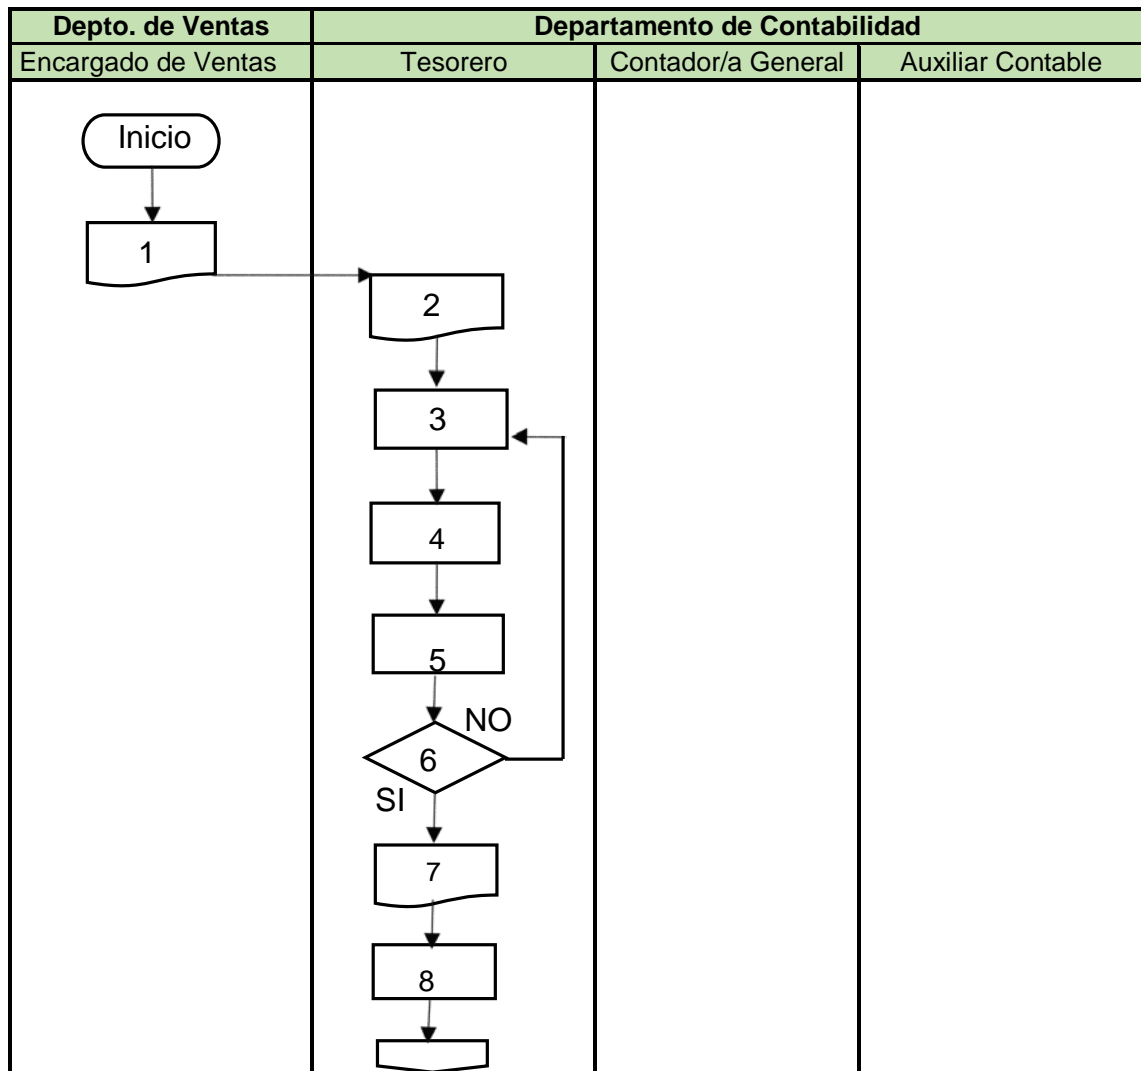 Depto. de Ventas Departamento de Contabilidad
Encargado de Ventas Tesorero Contador/a General Auxiliar Contable
Inicio
1
2
3
4
5
NO
6
SI
7
8